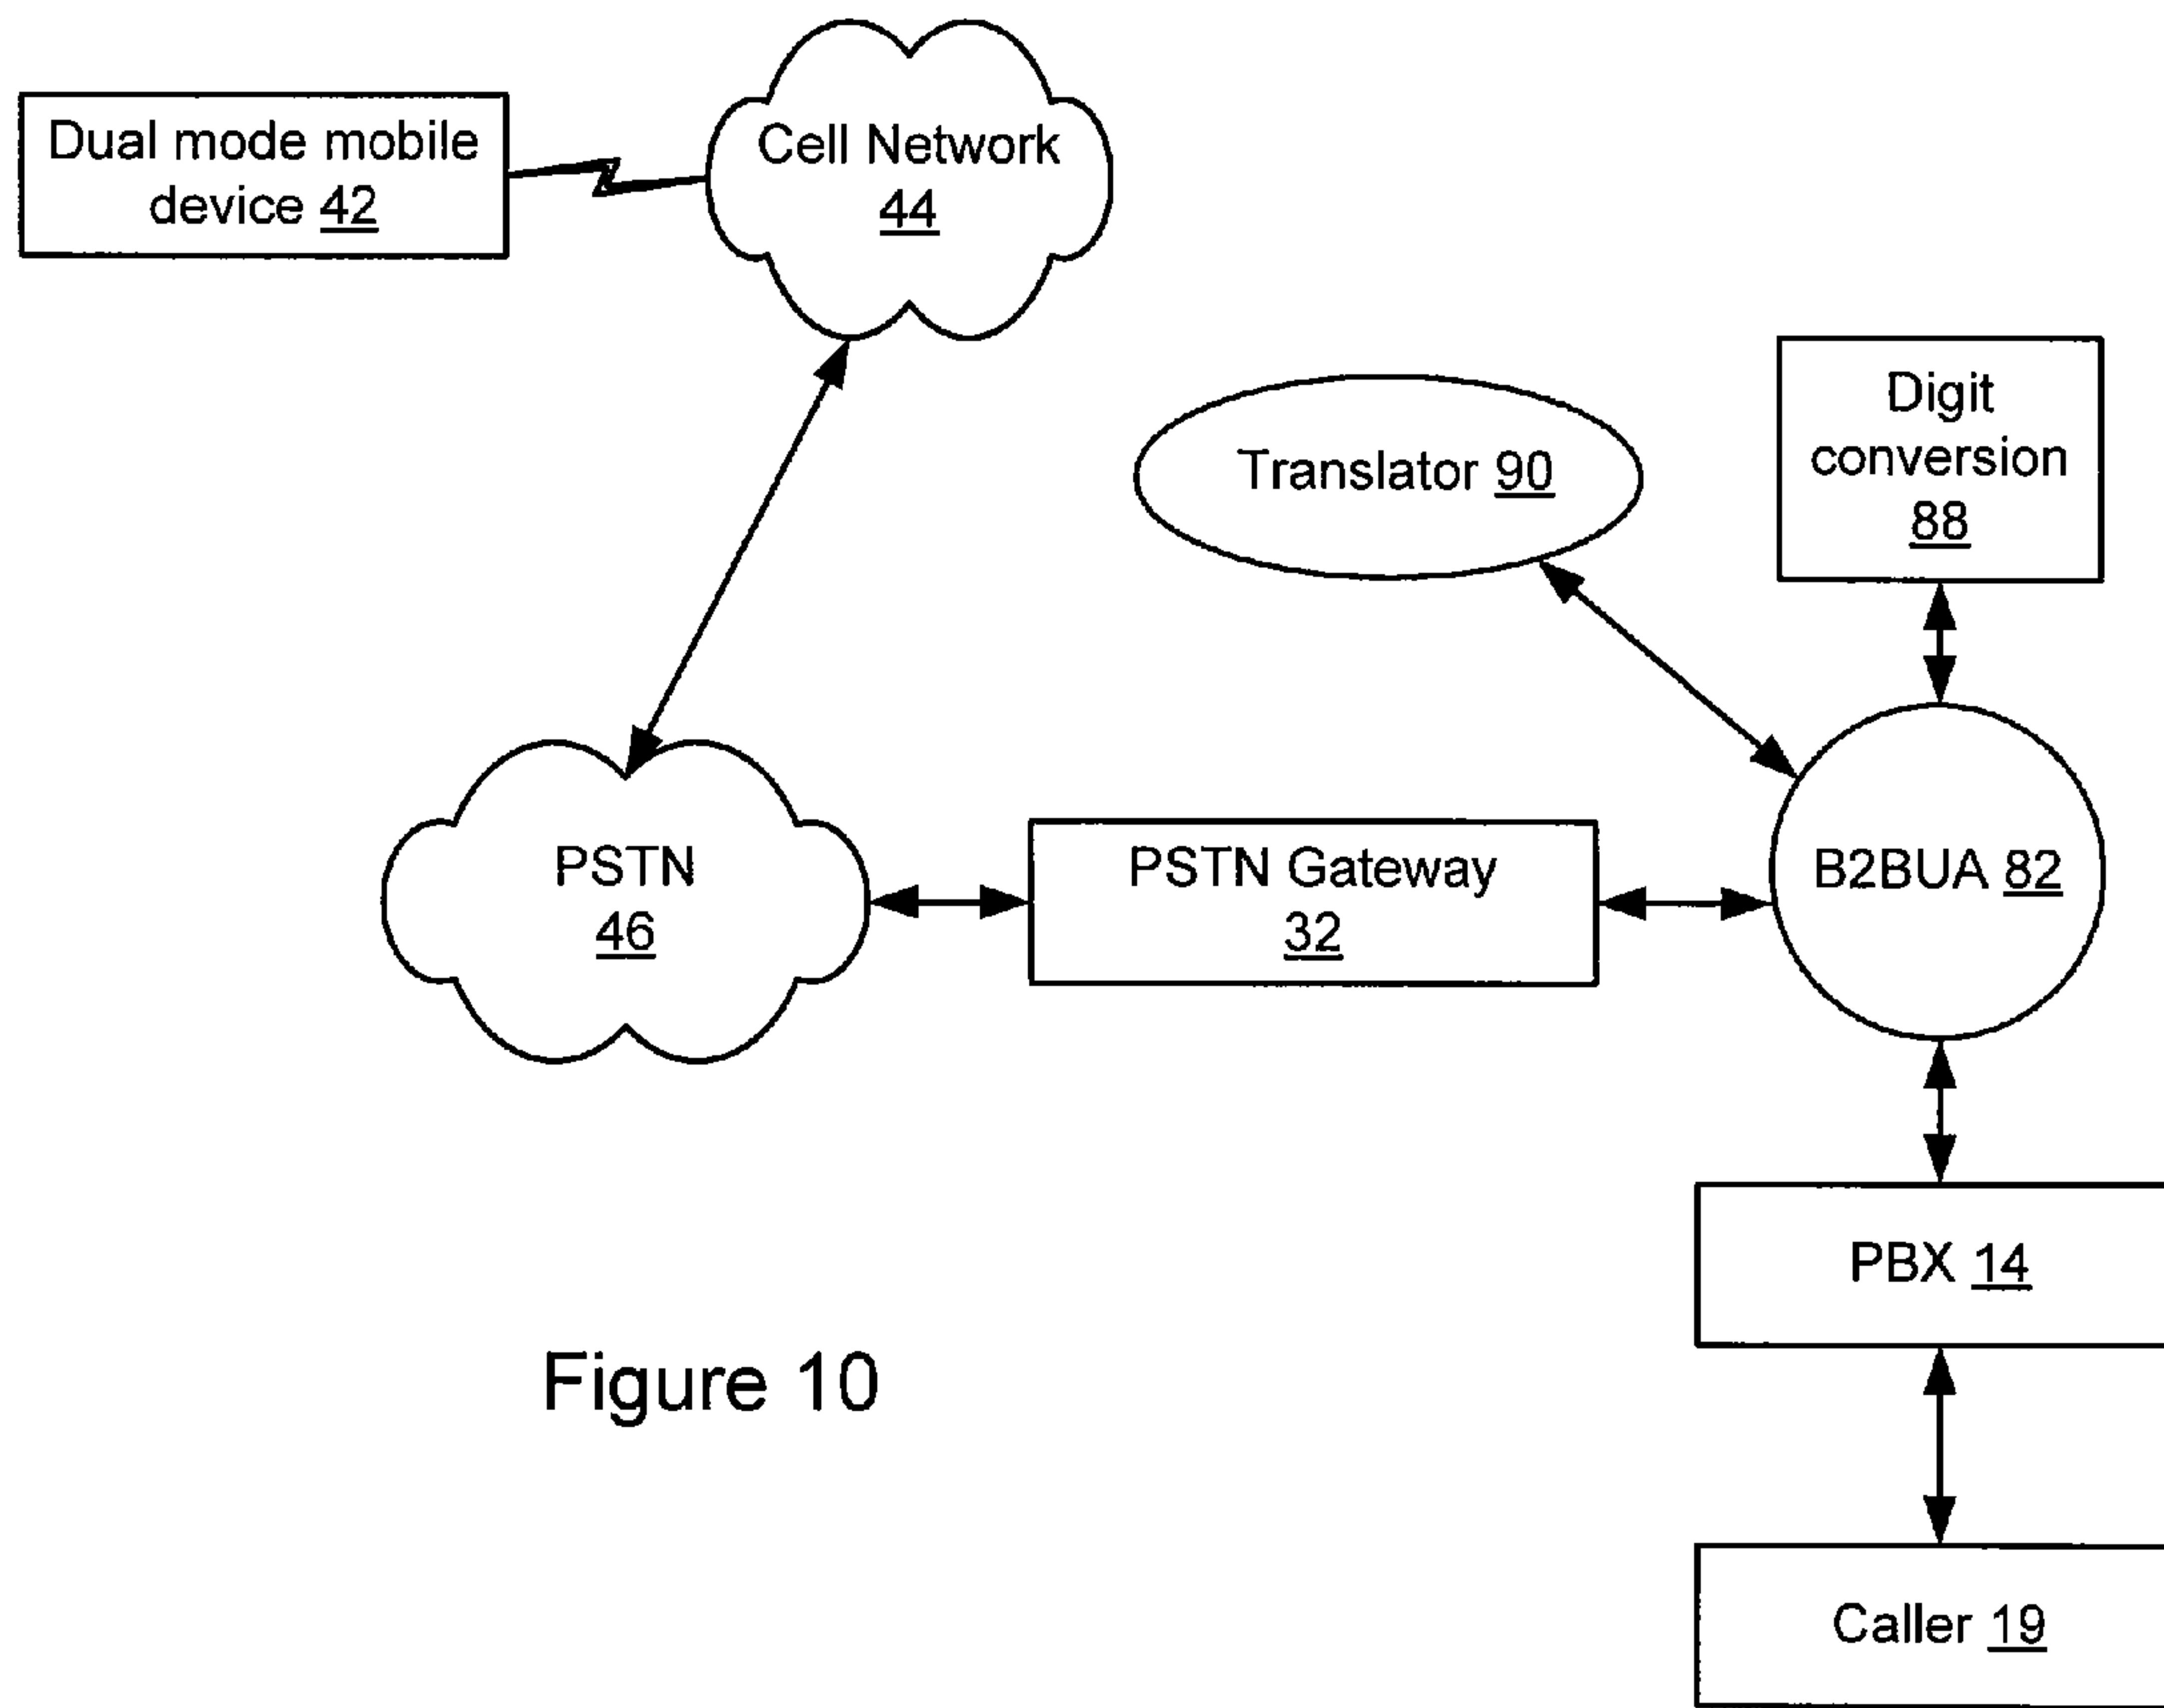 Dual mode mobile
device 42
Cell Network
44
Translator 90
Digit
conversion
88
PSTN
46
PSTN Gateway
32
B2BUA 82
PBX 14
Figure 10
Caller 19